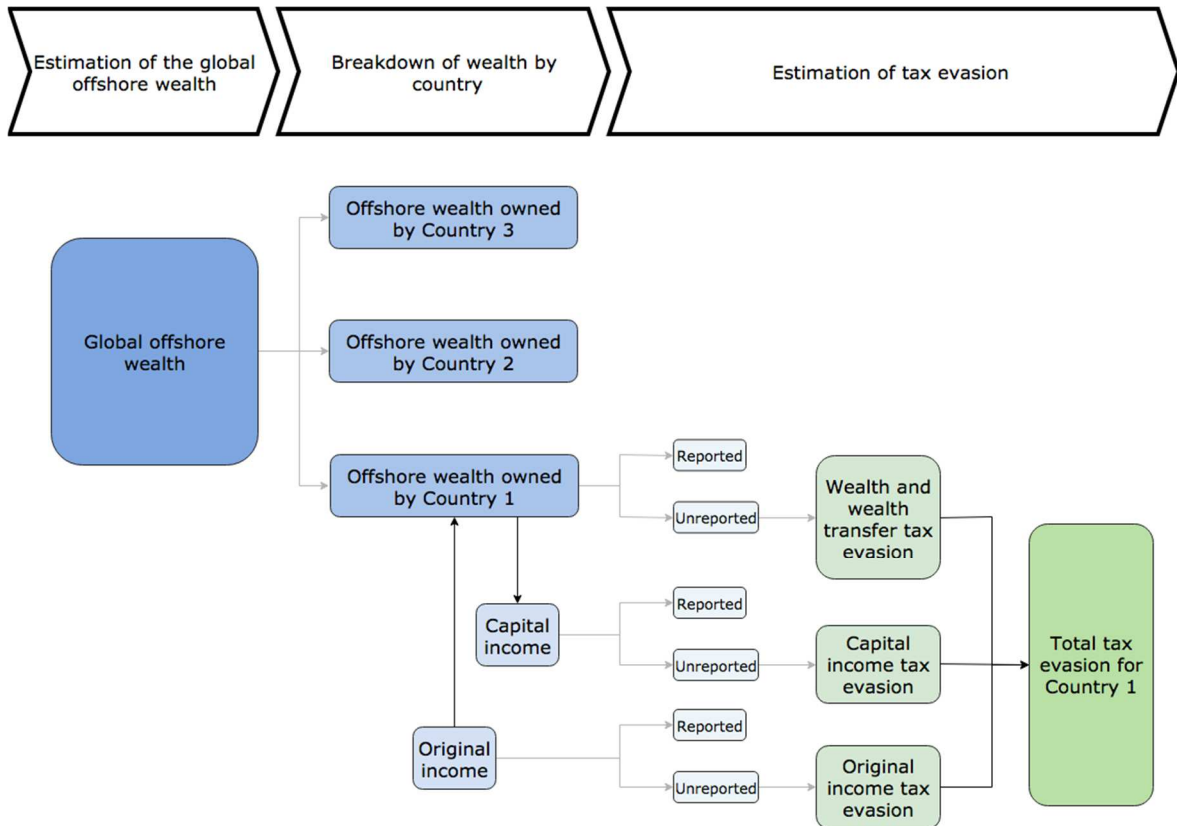 Estimation of the global
offshore wealth
Breakdown of wealth by
country
Estimation of tax evasion
Offshore wealth owned
by Country 3
Global offshore
wealth
Offshore wealth owned
by Country 2
Offshore wealth owned
by Country 1
Reported
Unreported
Wealth and
wealth
transfer tax
evasion
Capital
income
Reported
Unreported
Capital
income tax
evasion
Original
income
Reported
Unreported
Original
income tax
evasion
Total tax
evasion for
Country 1